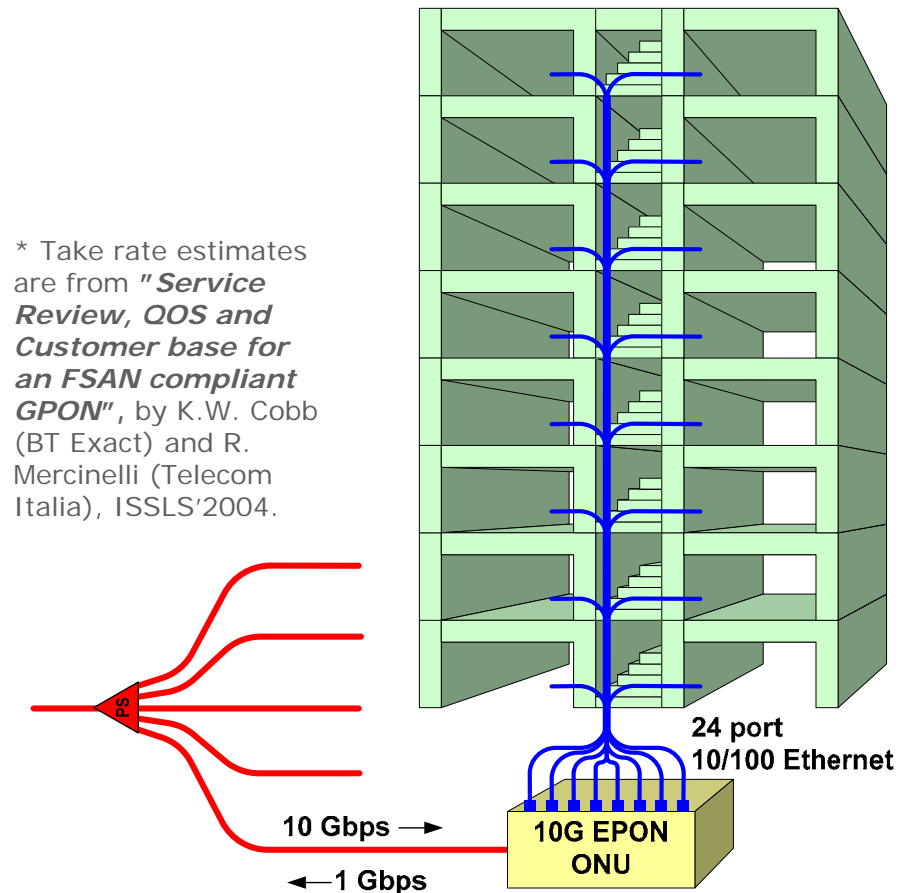 * Take rate estimates
are from "Service
Review, QOS and
Customer base for
an FSAN compliant
GPON", by K.W. Cobb
(BT Exact) and R.
Mercinelli (Telecom
Italia), ISSLS'2004.
PS
24 port
10/100 Ethernet
10 Gbps →
10G EPON
ONU
← 1 Gbps